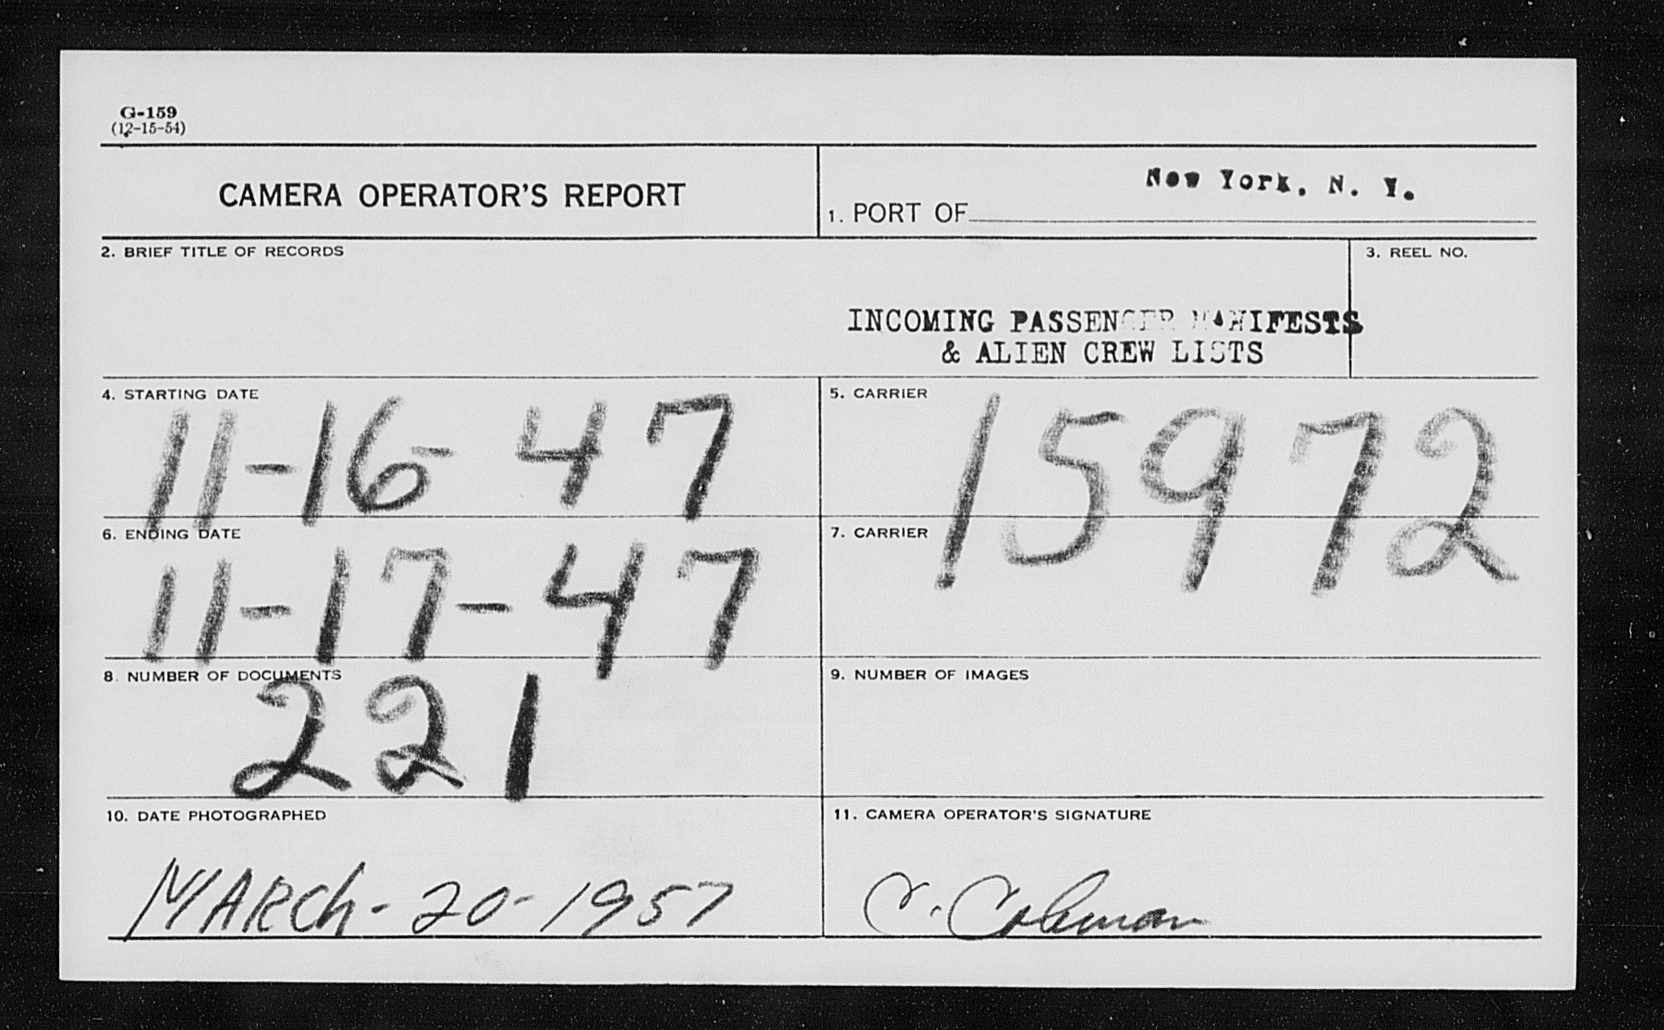 G-159
(12-15-54)
CAMERA OPERATOR'S REPORT
1. PORT OF New York, N. Y.
2. BRIEF TITLE OF RECORDS
3. REEL NO.
INCOMING PASSENGER MANIFESTS
& ALIEN CREW LISTS
4. STARTING DATE
11-16-47
5. CARRIER
15972
6. ENDING DATE
11-17-47
7. CARRIER
8. NUMBER OF DOCUMENTS
221
9. NUMBER OF IMAGES
10. DATE PHOTOGRAPHED
MARCh-20-1957
11. CAMERA OPERATOR'S SIGNATURE
C. Coleman